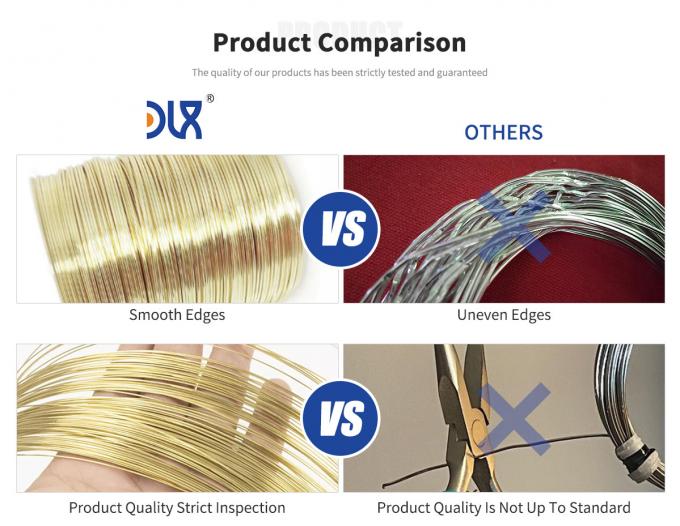 PRODUCT
Product Comparison
The quality of our products has been strictly tested and guaranteed
DLX®
OTHERS
VS
Smooth Edges
Uneven Edges
VS
Product Quality Strict Inspection
Product Quality Is Not Up To Standard